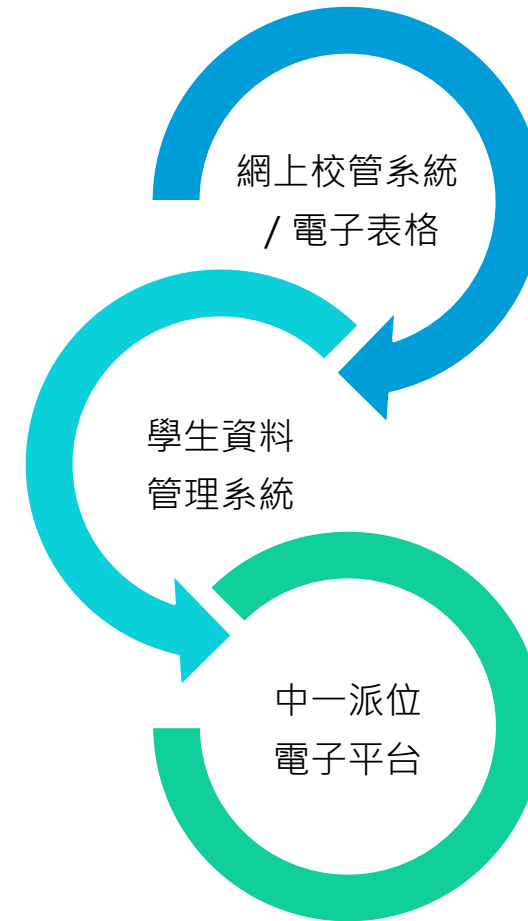 網上校管系統
/ 電子表格
學生資料
管理系統
中一派位
電子平台